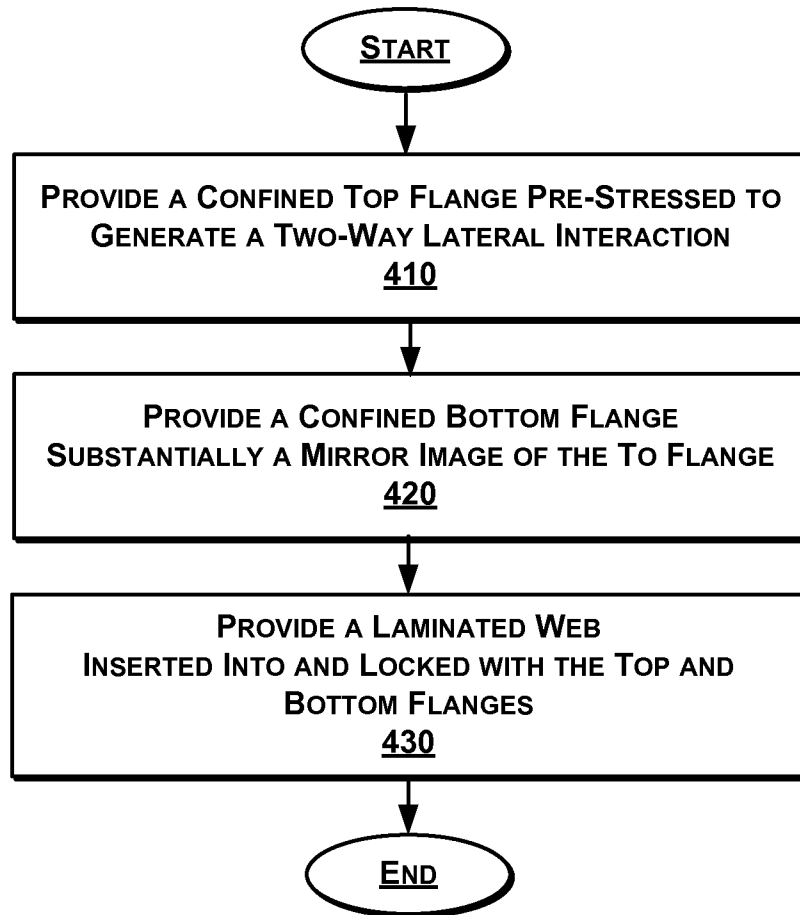 START
PROVIDE A CONFINED TOP FLANGE PRE-STRESSED TO
GENERATE A TWO-WAY LATERAL INTERACTION
410
PROVIDE A CONFINED BOTTOM FLANGE
SUBSTANTIALLY A MIRROR IMAGE OF THE TO FLANGE
420
PROVIDE A LAMINATED WEB
INSERTED INTO AND LOCKED WITH THE TOP AND
BOTTOM FLANGES
430
END